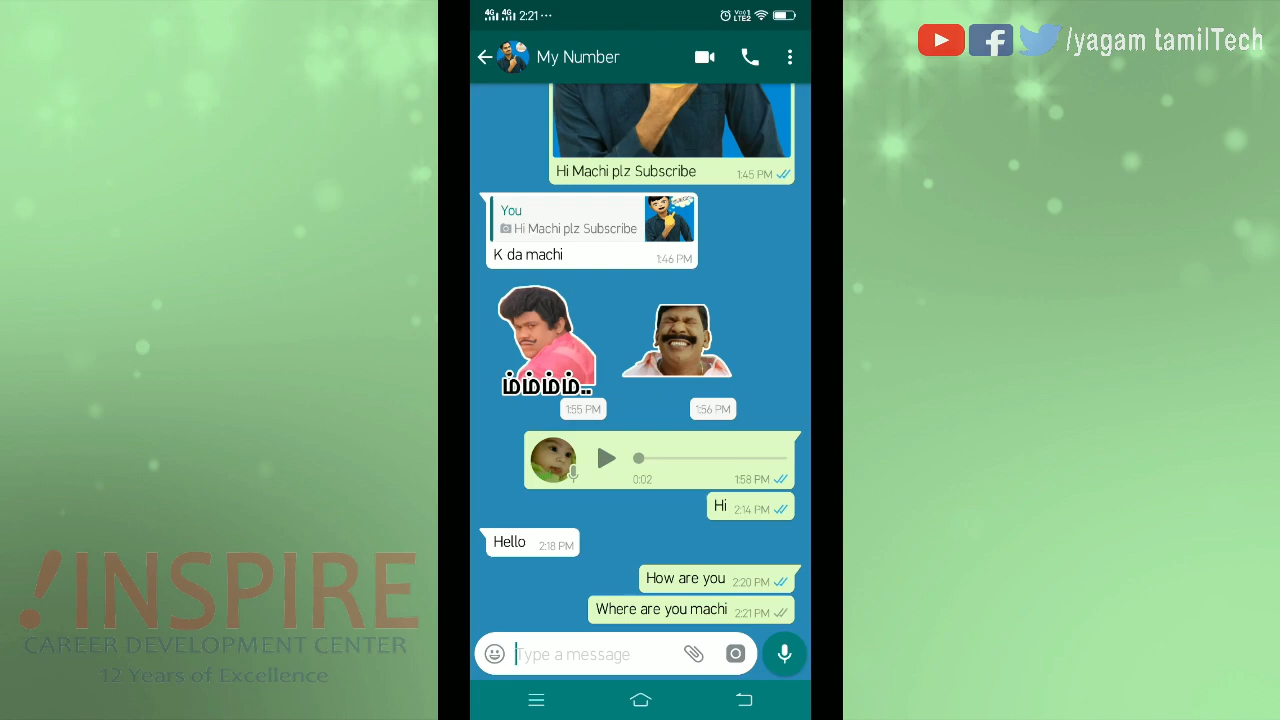 4G 4G 2:21 ...
LTE2
/yagam tamilTech
My Number
Hi Machi plz Subscribe
1:45 PM
You
Hi Machi plz Subscribe
K da machi
1:46 PM
ம்ம்ம்ம்..
1:55 PM
1:56 PM
0:02
1:58 PM
Hi 2:14 PM
Hello 2:18 PM
How are you 2:20 PM
Where are you machi 2:21 PM
Type a message
!INSPIRE
CAREER DEVELOPMENT CENTER
12 Years of Excellence